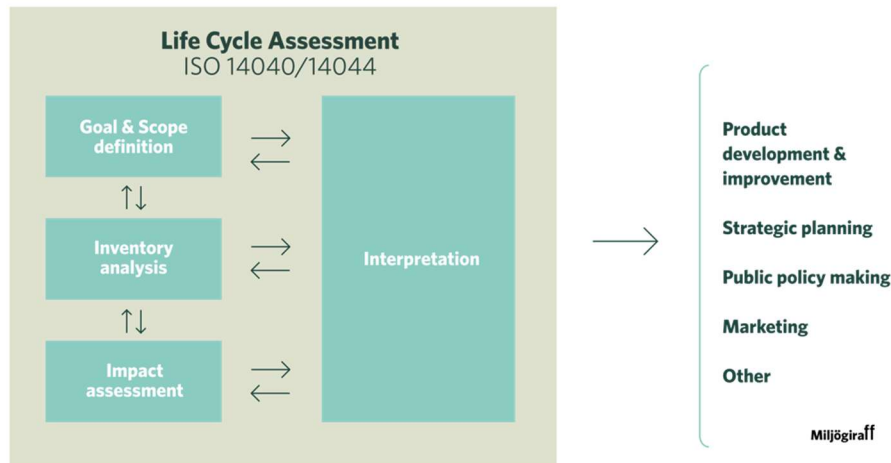 Life Cycle Assessment
ISO 14040/14044
Goal & Scope
definition
Inventory
analysis
Impact
assessment
Interpretation
Product
development &
improvement
Strategic planning
Public policy making
Marketing
Other
Miljögiraff